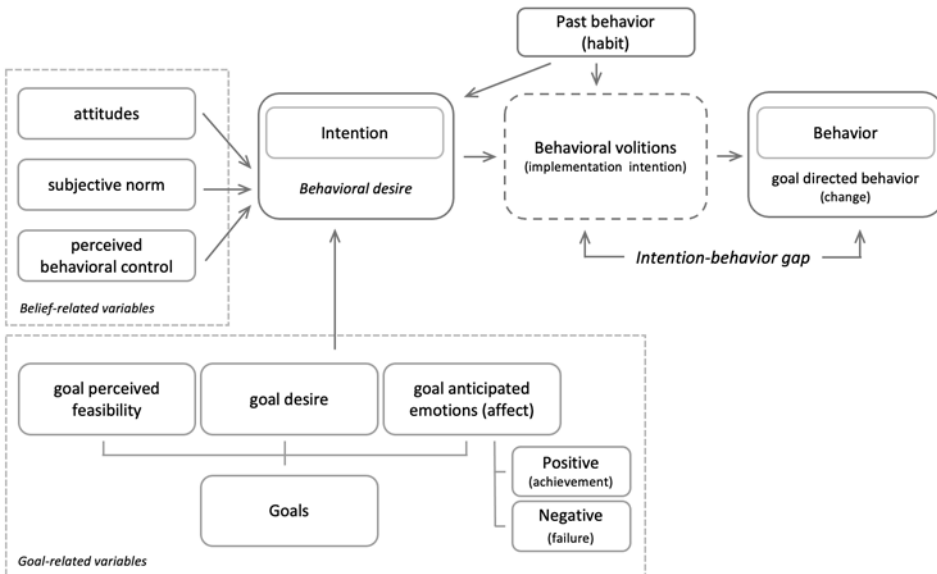 Past behavior
(habit)
attitudes
subjective norm
perceived
behavioral control
Belief-related variables
Intention
Behavioral desire
Behavioral volitions
(implementation intention)
Behavior
goal directed behavior
(change)
Intention-behavior gap
goal perceived
feasibility
goal desire
goal anticipated
emotions (affect)
Goals
Positive
(achievement)
Negative
(failure)
Goal-related variables